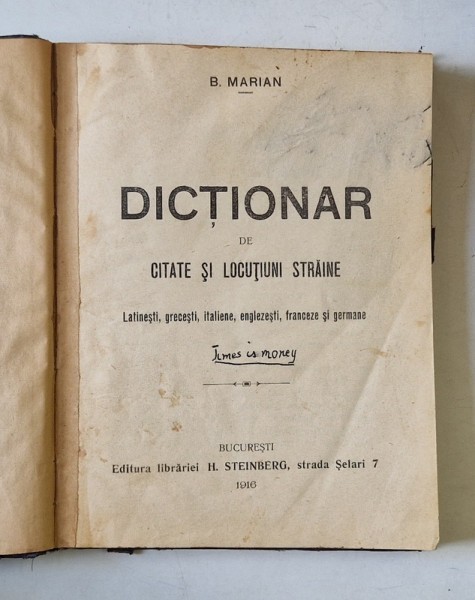 B. MARIAN
DICȚIONAR
DE
CITATE ȘI LOCUȚIUNI STRĂINE
Latinești, grecești, italiene, englezești, franceze și germane
Times is money
BUCUREȘTI
Editura librăriei H. STEINBERG, strada Șelari 7
1916